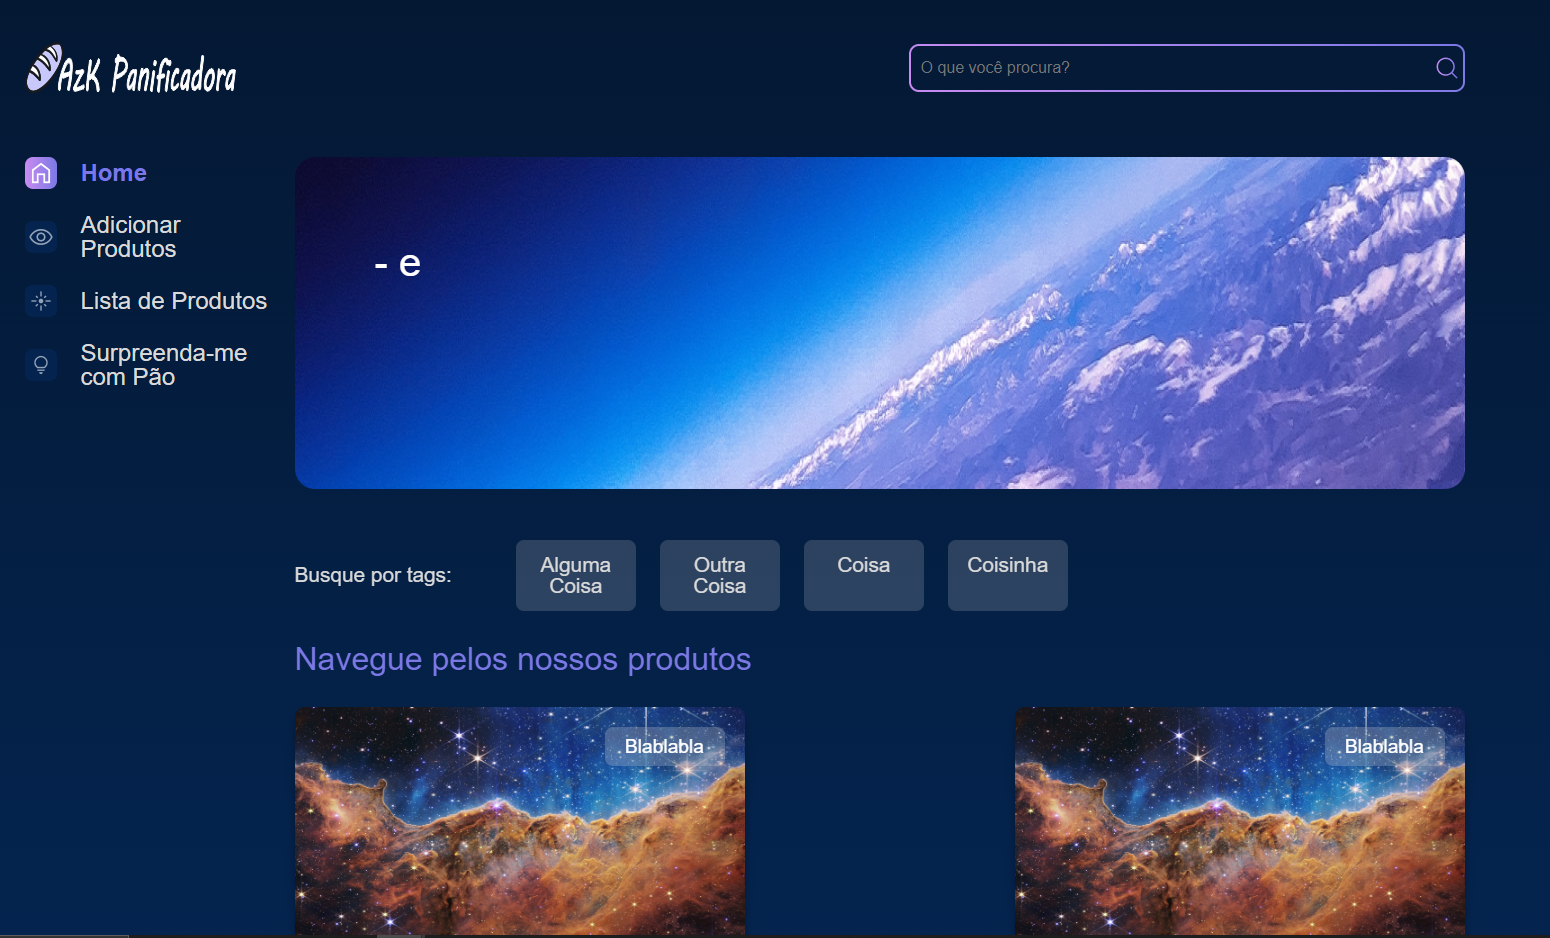 AzK Panificadora
O que você procura?
Home
Adicionar
Produtos
Lista de Produtos
Surpreenda-me
com Pão
- e
Busque por tags:
Alguma
Coisa
Outra
Coisa
Coisa
Coisinha
Navegue pelos nossos produtos
Blablabla
Blablabla